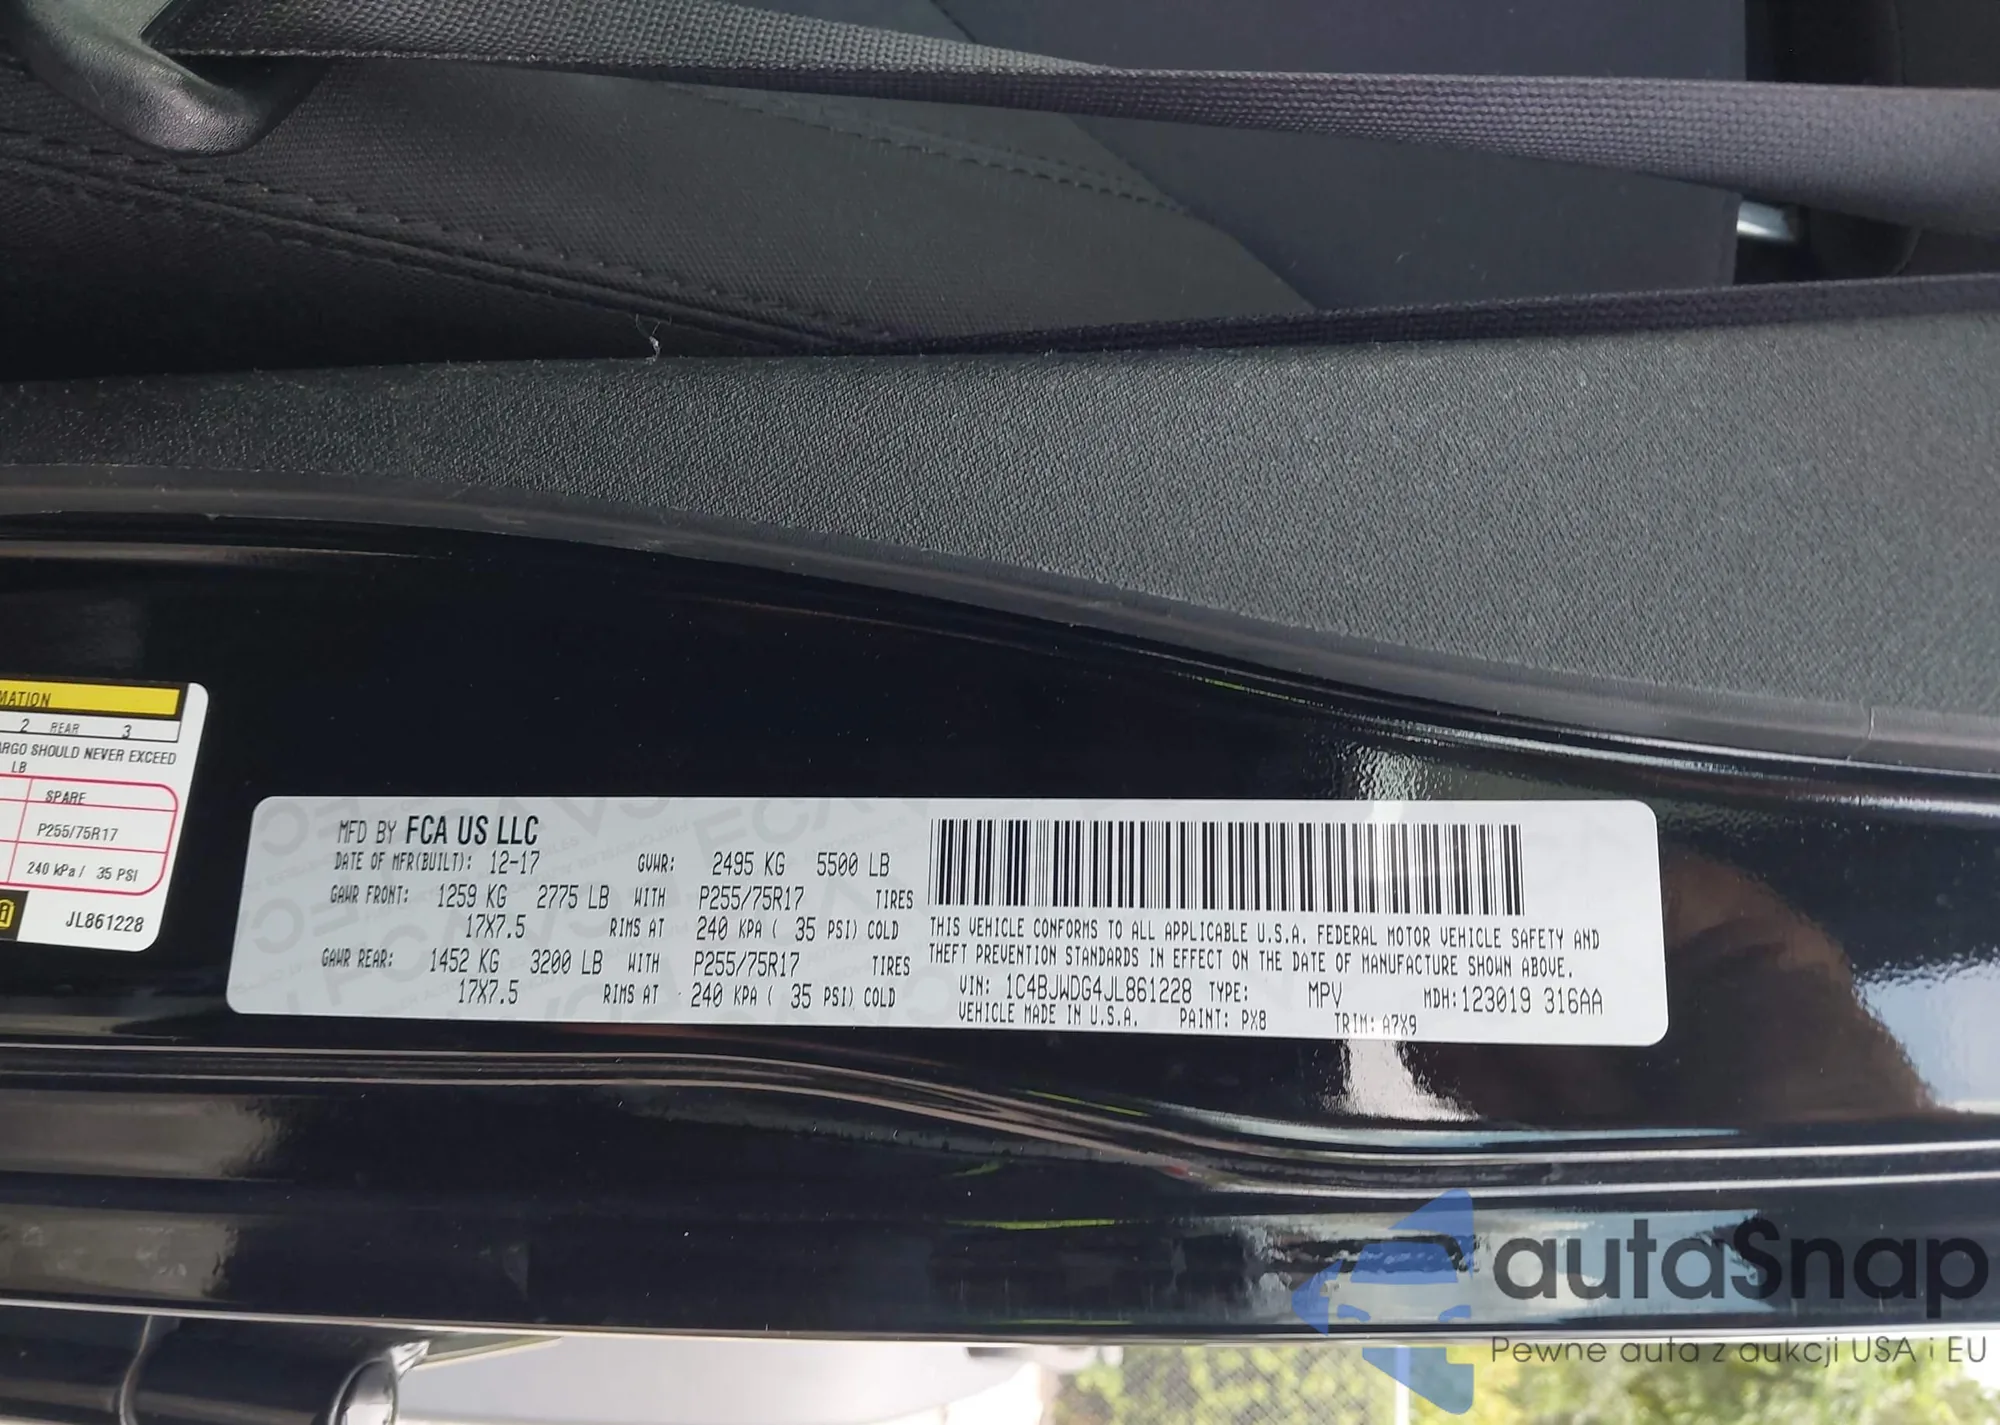 MATION
2 REAR 3
ARGO SHOULD NEVER EXCEED
LB
SPARE
P255/75R17
240 kPa / 35 PSI
JL861228
MFD BY FCA US LLC
DATE OF MFR(BUILT): 12-17 GVWR: 2495 KG 5500 LB
GAWR FRONT: 1259 KG 2775 LB WITH P255/75R17 TIRES
17X7.5 RIMS AT 240 KPA ( 35 PSI) COLD
GAWR REAR: 1452 KG 3200 LB WITH P255/75R17 TIRES
17X7.5 RIMS AT 240 KPA ( 35 PSI) COLD
THIS VEHICLE CONFORMS TO ALL APPLICABLE U.S.A. FEDERAL MOTOR VEHICLE SAFETY AND
THEFT PREVENTION STANDARDS IN EFFECT ON THE DATE OF MANUFACTURE SHOWN ABOVE.
VIN: 1C4BJWDG4JL861228 TYPE: MPV MDH:123019 316AA
VEHICLE MADE IN U.S.A. PAINT: PX8 TRIM: A7X9
autaSnap
Pewne auta z aukcji USA i EU